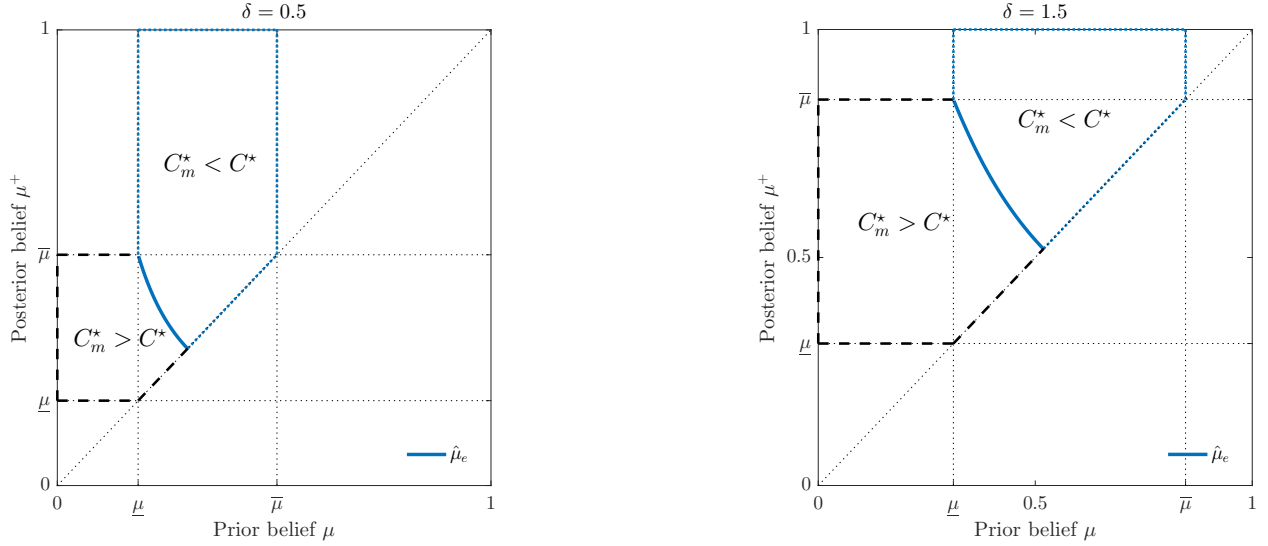 δ = 0.5
1
C*ₘ < C*
Posterior belief μ⁺
μ̅
C*ₘ > C*
μ̲
μ̂ₑ
0
0 μ̲ μ̅ 1
Prior belief μ
δ = 1.5
1
μ̅
C*ₘ < C*
C*ₘ > C*
Posterior belief μ⁺
0.5
μ̲
μ̂ₑ
0
0 μ̲ 0.5 μ̅ 1
Prior belief μ